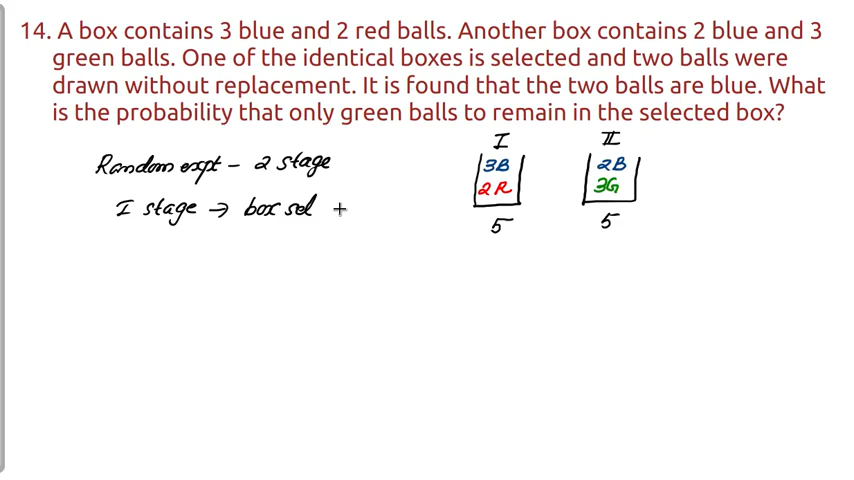 14. A box contains 3 blue and 2 red balls. Another box contains 2 blue and 3
green balls. One of the identical boxes is selected and two balls were
drawn without replacement. It is found that the two balls are blue. What
is the probability that only green balls to remain in the selected box?
Random expt - 2 stage
I stage → box sel +
I
3B
2R
5
II
2B
3G
5